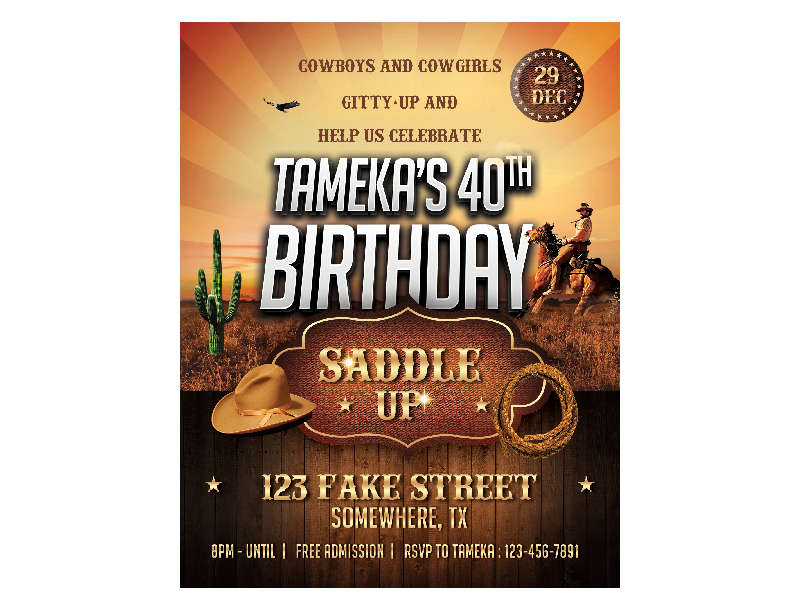 COWBOYS AND COWGIRLS
29
DEC
GITTY-UP AND
HELP US CELEBRATE
TAMEKA'S 40TH
BIRTHDAY
SADDLE
UP
123 FAKE STREET
SOMEWHERE, TX
8PM - UNTIL | FREE ADMISSION | RSVP TO TAMEKA : 123-456-7891